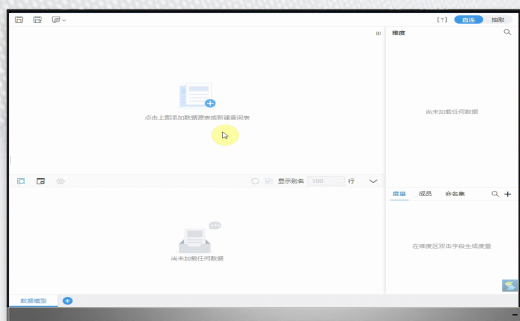 [?] 直连 抽取
维度
点击上图添加数据源表或新建查询表
尚未加载任何数据
显示别名 100 行
度量 成员 命名集
尚未加载任何数据
在维度区双击字段生成度量
数据模型